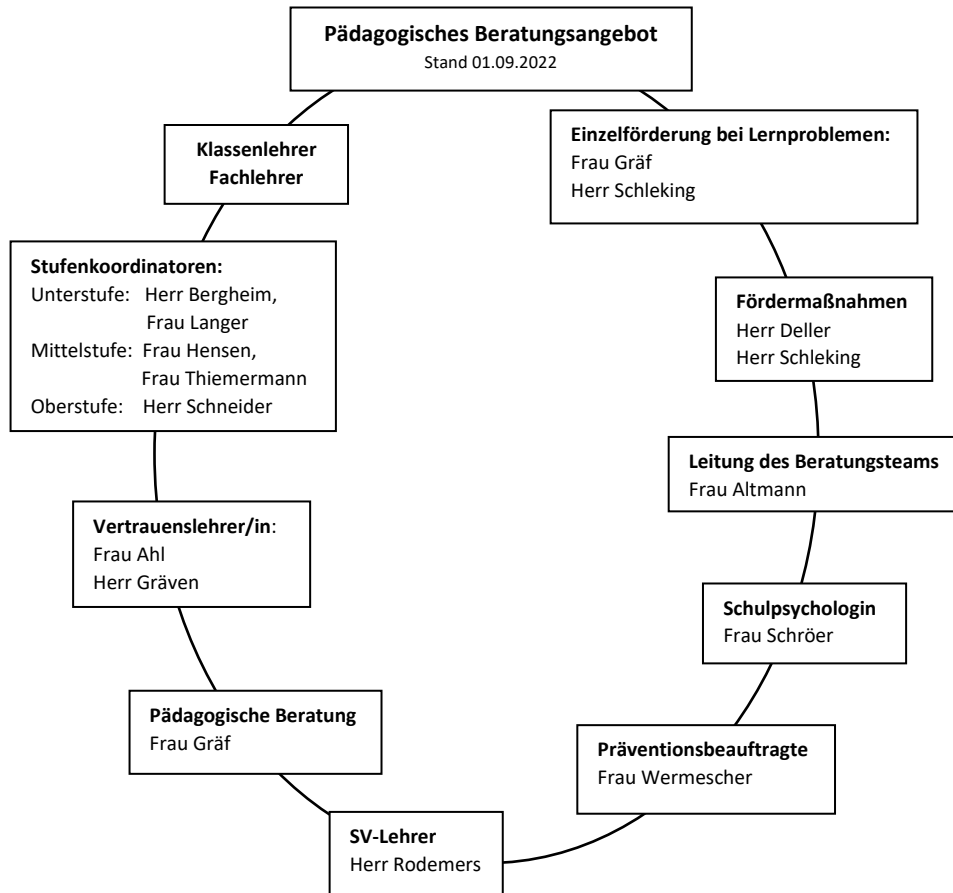 Pädagogisches Beratungsangebot
Stand 01.09.2022
Klassenlehrer
Fachlehrer
Einzelförderung bei Lernproblemen:
Frau Gräf
Herr Schleking
Stufenkoordinatoren:
Unterstufe: Herr Bergheim,
Frau Langer
Mittelstufe: Frau Hensen,
Frau Thiemermann
Oberstufe: Herr Schneider
Fördermaßnahmen
Herr Deller
Herr Schleking
Leitung des Beratungsteams
Frau Altmann
Vertrauenslehrer/in:
Frau Ahl
Herr Gräven
Schulpsychologin
Frau Schröer
Pädagogische Beratung
Frau Gräf
Präventionsbeauftragte
Frau Wermescher
SV-Lehrer
Herr Rodemers